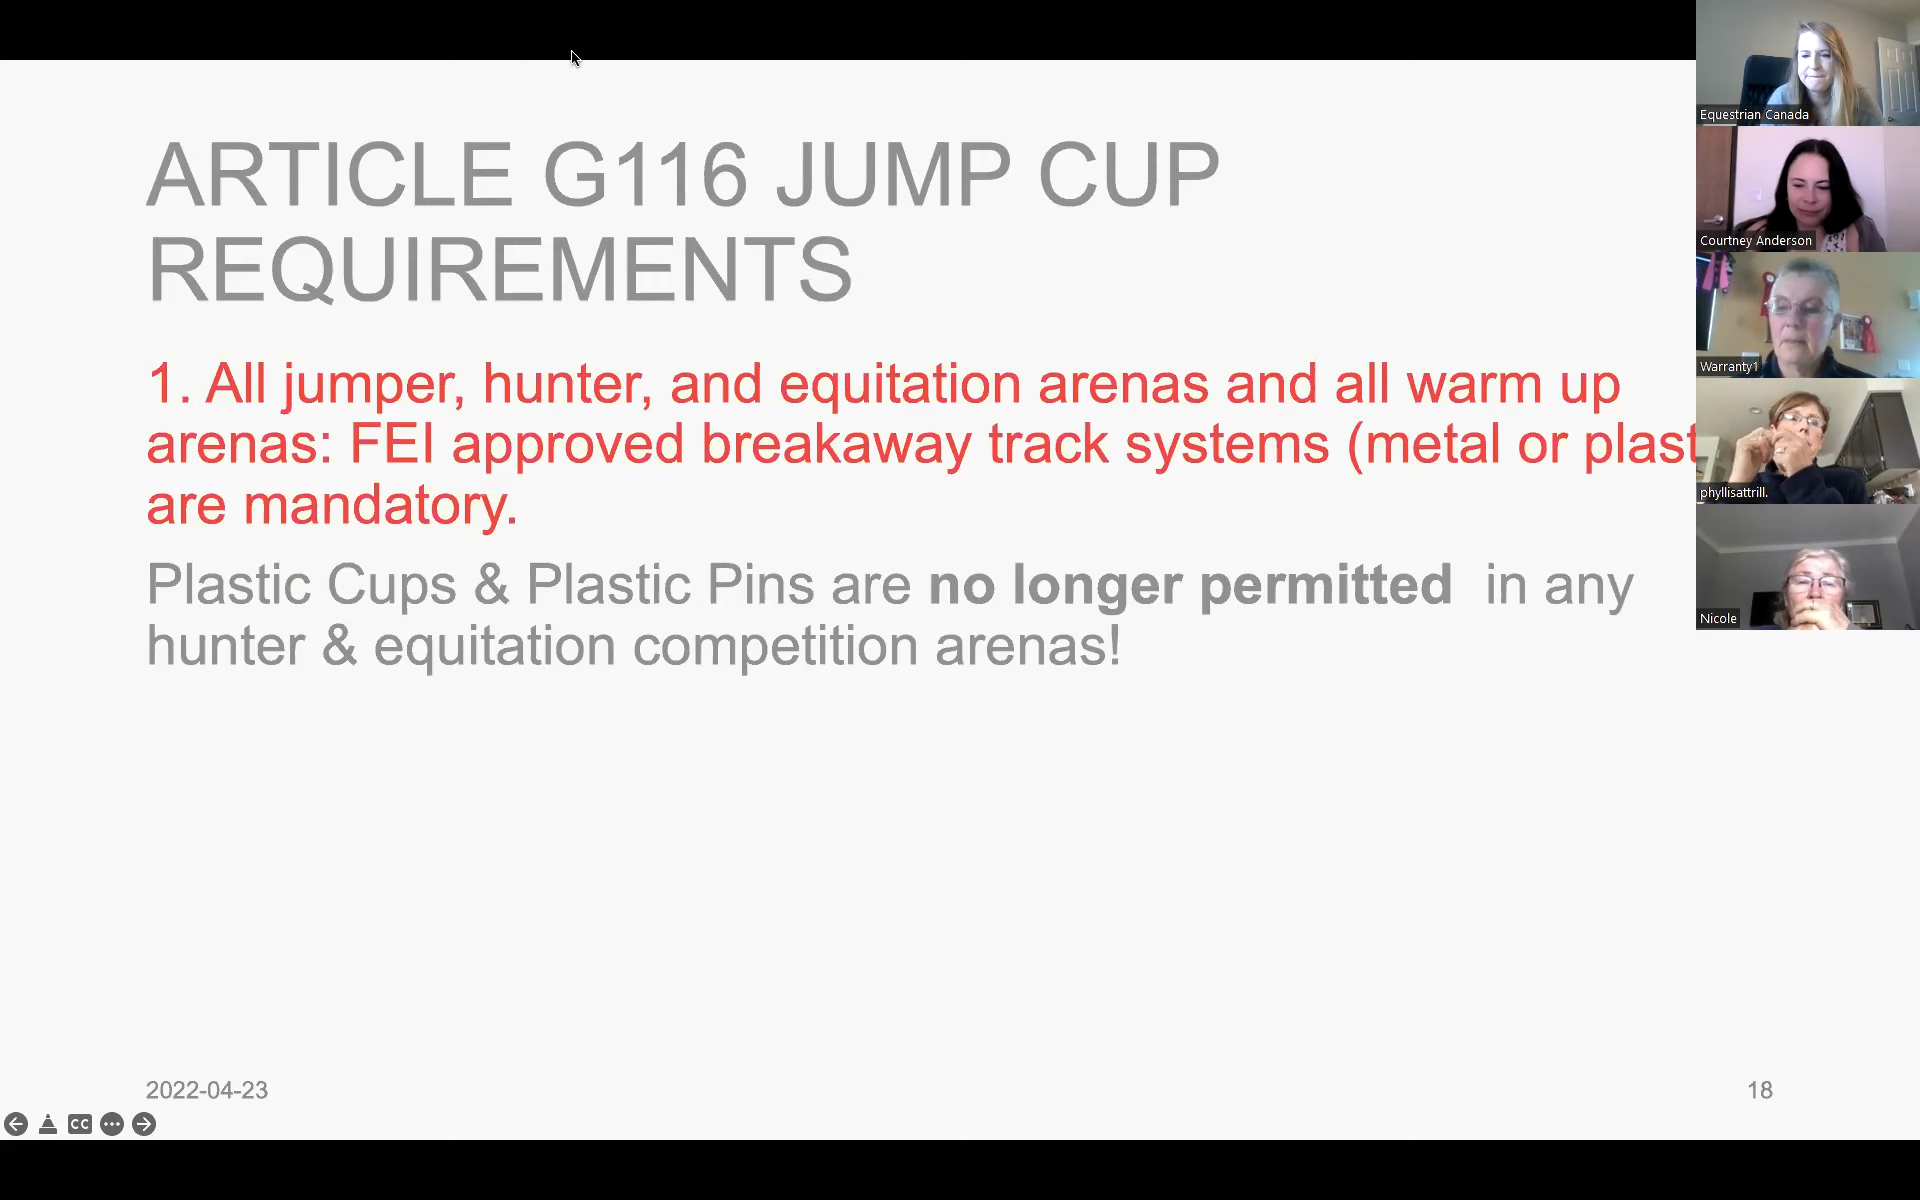 ARTICLE G116 JUMP CUP
REQUIREMENTS
1. All jumper, hunter, and equitation arenas and all warm up
arenas: FEI approved breakaway track systems (metal or plast
are mandatory.
Plastic Cups & Plastic Pins are no longer permitted in any
hunter & equitation competition arenas!
2022-04-23
18
CC
Equestrian Canada
Courtney Anderson
Warranty1
phyllisattrill.
Nicole